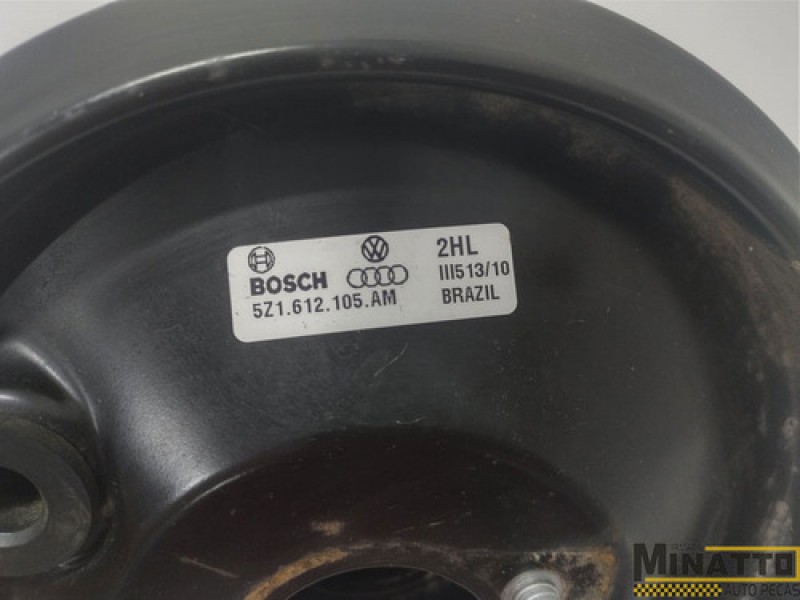 BOSCH
5Z1.612.105.AM
2HL
III513/10
BRAZIL
MINATTO
AUTO PEÇAS